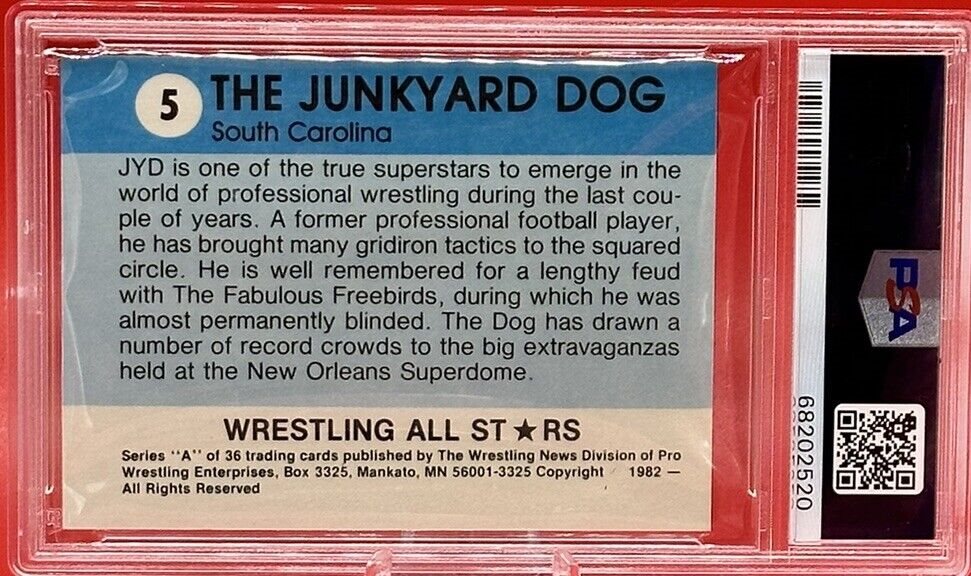 5 THE JUNKYARD DOG
South Carolina
JYD is one of the true superstars to emerge in the
world of professional wrestling during the last cou-
ple of years. A former professional football player,
he has brought many gridiron tactics to the squared
circle. He is well remembered for a lengthy feud
with The Fabulous Freebirds, during which he was
almost permanently blinded. The Dog has drawn a
number of record crowds to the big extravaganzas
held at the New Orleans Superdome.
WRESTLING ALL ST★RS
Series "A" of 36 trading cards published by The Wrestling News Division of Pro
Wrestling Enterprises, Box 3325, Mankato, MN 56001-3325 Copyright 1982 —
All Rights Reserved
PSA
68202520